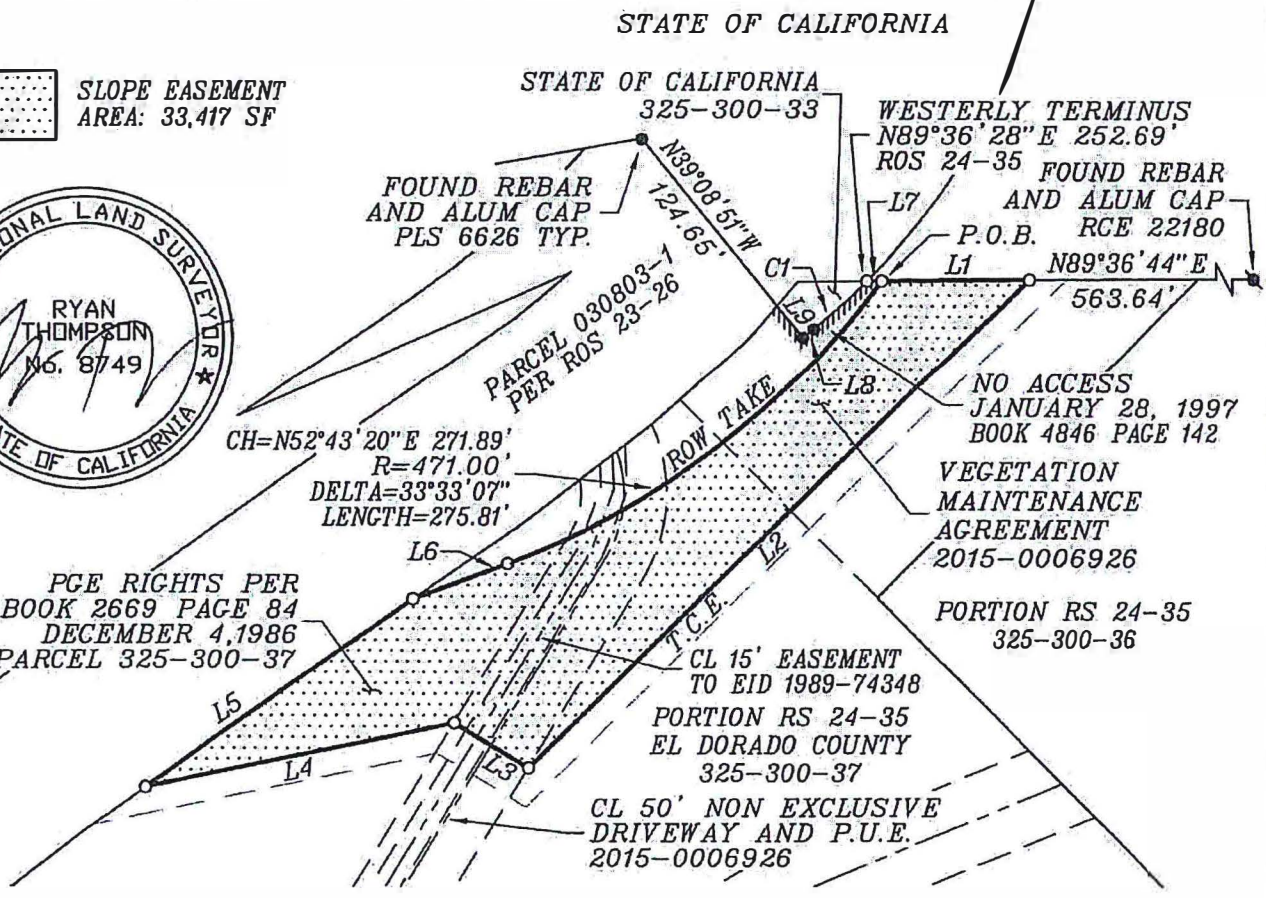 STATE OF CALIFORNIA
SLOPE EASEMENT
AREA: 33,417 SF
STATE OF CALIFORNIA
325-300-33
WESTERLY TERMINUS
N89°36'28"E 252.69'
ROS 24-35
FOUND REBAR
AND ALUM CAP
RCE 22180
FOUND REBAR
AND ALUM CAP
PLS 6626 TYP.
N39°08'51"W
124.65'
L7
P.O.B.
C1
L1
N89°36'44"E
563.64'
L9
L8
ONAL LAND SURVEYOR
RYAN
THOMPSON
No. 8749
ATE OF CALIFORNIA
PARCEL 030803-1
PER ROS 23-26
ROW TAKE
NO ACCESS
JANUARY 28, 1997
BOOK 4846 PAGE 142
CH=N52°43'20"E 271.89'
R=471.00'
DELTA=33°33'07"
LENGTH=275.81'
VEGETATION
MAINTENANCE
AGREEMENT
2015-0006926
L6
L2
PGE RIGHTS PER
BOOK 2669 PAGE 84
DECEMBER 4,1986
PARCEL 325-300-37
PORTION RS 24-35
325-300-36
T.C.E.
CL 15' EASEMENT
TO EID 1989-74348
L5
PORTION RS 24-35
EL DORADO COUNTY
325-300-37
L4
L3
CL 50' NON EXCLUSIVE
DRIVEWAY AND P.U.E.
2015-0006926